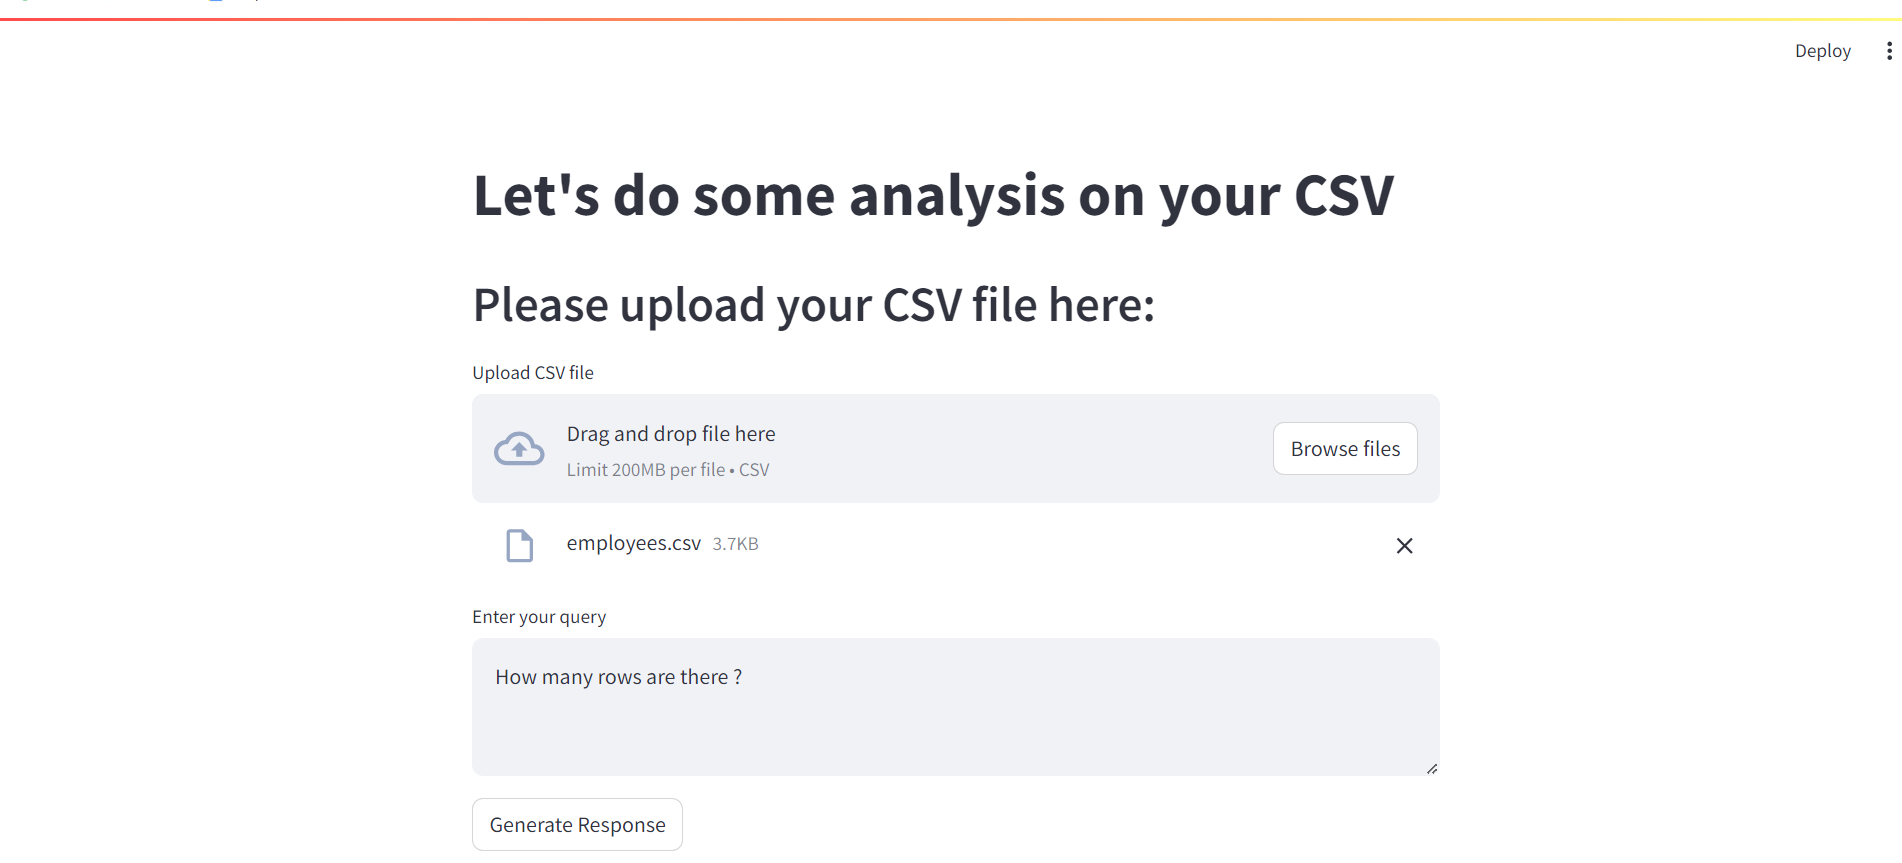 Deploy
Let's do some analysis on your CSV
Please upload your CSV file here:
Upload CSV file
Drag and drop file here
Limit 200MB per file • CSV
Browse files
employees.csv 3.7KB
Enter your query
How many rows are there ?
Generate Response